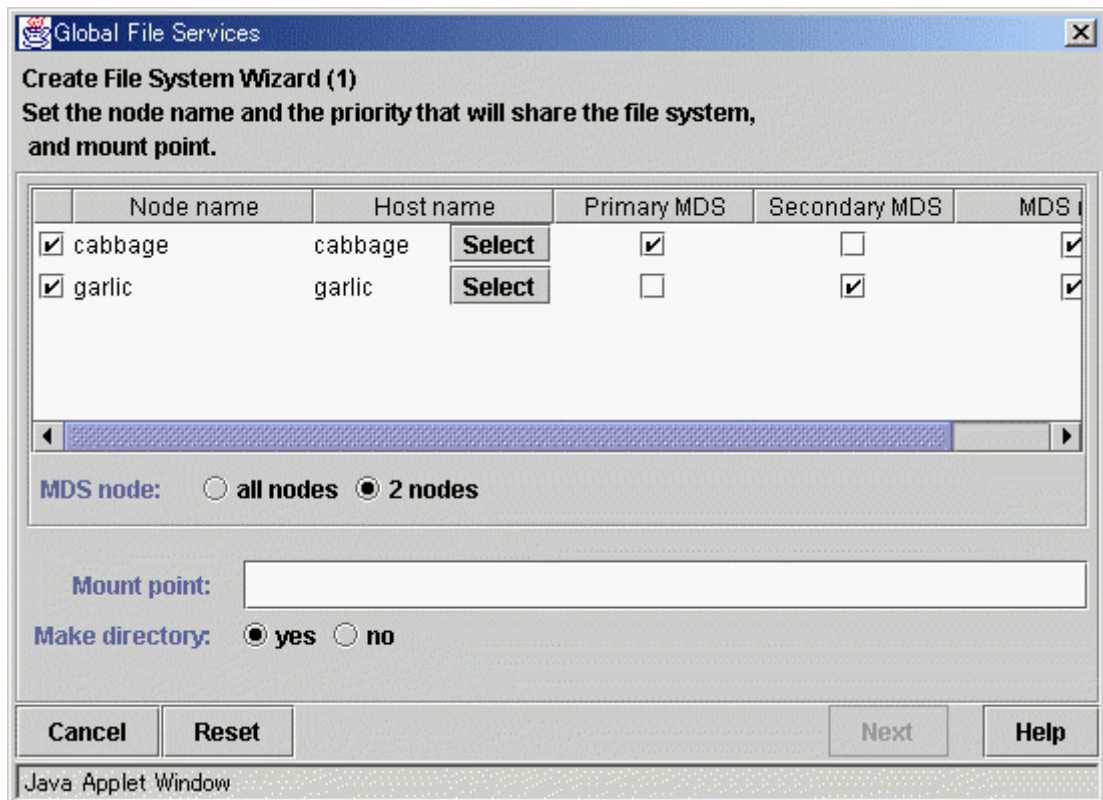 Global File Services
Create File System Wizard (1)
Set the node name and the priority that will share the file system,
and mount point.
Node name Host name Primary MDS Secondary MDS MDS
cabbage cabbage Select
garlic garlic Select
MDS node: all nodes 2 nodes
Mount point:
Make directory: yes no
Cancel Reset Next Help
Java Applet Window